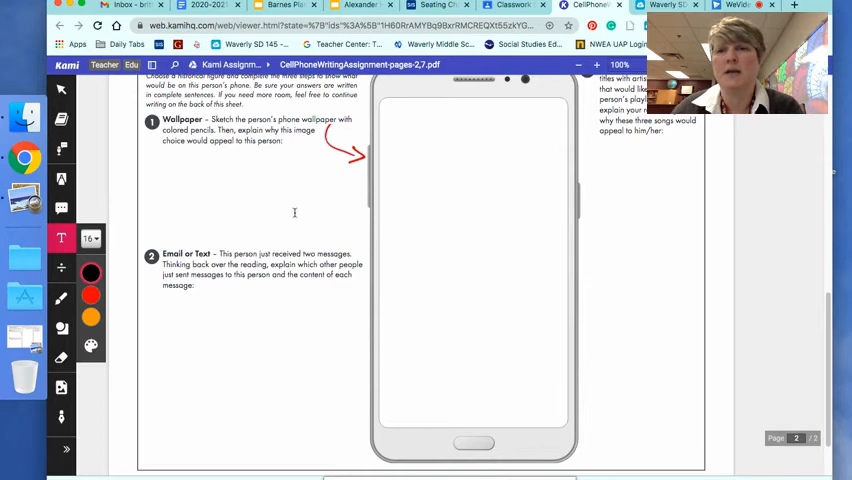 Inbox - britt
2020-2021
Barnes Plan
Alexander
Seating Ch
Classwork
CellPhoneW
Waverly SD
WeVide
web.kamihq.com/web/viewer.html?state=%7B"ids"%3A%5B"1H60RrAYBq9BxrRMCREQXt55zkYG...
Apps
Daily Tabs
Waverly SD 145 -...
Teacher Center: T...
Waverly Communit...
Social Studies Ed...
NWEA UAP Login
Kami
Teacher
Edu
Kami Assignm... > CellPhoneWritingAssignment-pages-2,7.pdf
100%
Choose a historical figure and complete the three steps to show
would be on this person's phone. Be sure your answers are written
in complete sentences. If you need more room, feel free to continue
writing on the back of this sheet.
1 Wallpaper – Sketch the person's phone wallpaper with
colored pencils. Then, explain why this image
choice would appeal to this person:
2 Email or Text – This person just received two messages.
Thinking back over the reading, explain which other people
just sent messages to this person and the content of each
message:
titles with artis
that would like
person's playl
explain your r
why these three songs would
appeal to him/her:
T
16
Page 2 / 2